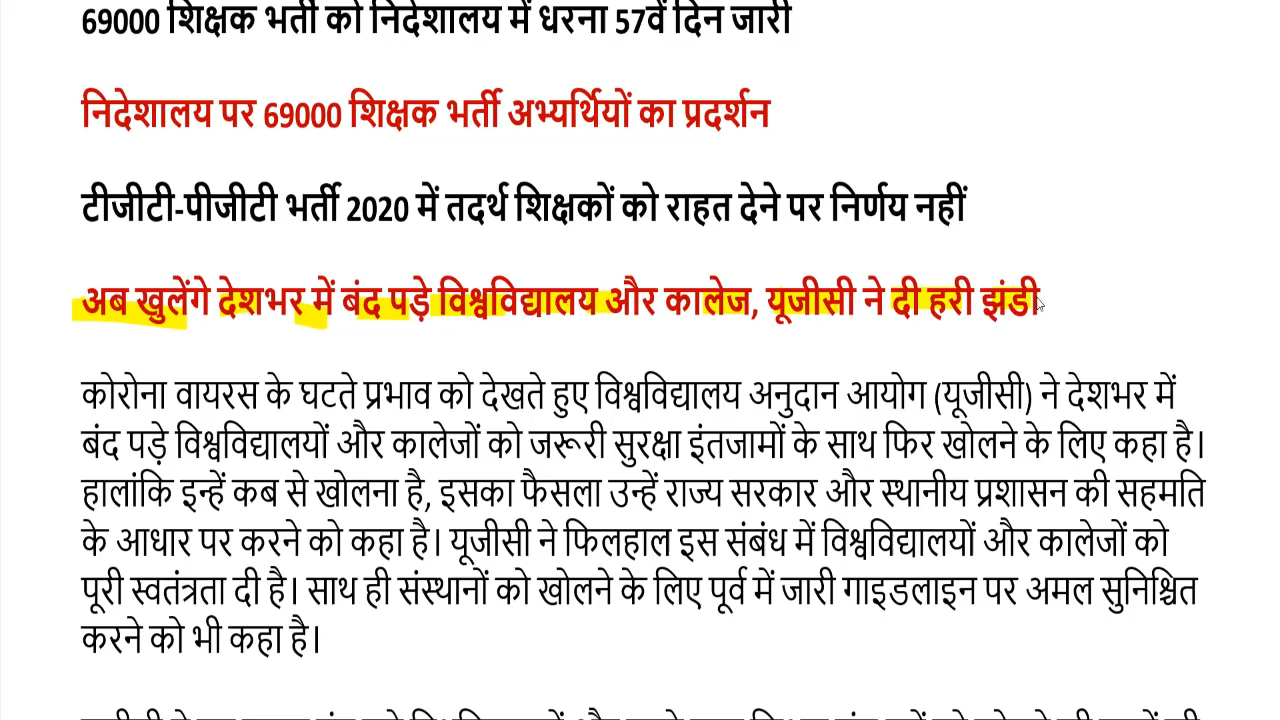 69000 शिक्षक भर्ती को निदेशालय में धरना 57वें दिन जारी
निदेशालय पर 69000 शिक्षक भर्ती अभ्यर्थियों का प्रदर्शन
टीजीटी-पीजीटी भर्ती 2020 में तदर्थ शिक्षकों को राहत देने पर निर्णय नहीं
अब खुलेंगे देशभर में बंद पड़े विश्वविद्यालय और कालेज, यूजीसी ने दी हरी झंडी
कोरोना वायरस के घटते प्रभाव को देखते हुए विश्वविद्यालय अनुदान आयोग (यूजीसी) ने देशभर में
बंद पड़े विश्वविद्यालयों और कालेजों को जरूरी सुरक्षा इंतजामों के साथ फिर खोलने के लिए कहा है।
हालांकि इन्हें कब से खोलना है, इसका फैसला उन्हें राज्य सरकार और स्थानीय प्रशासन की सहमति
के आधार पर करने को कहा है। यूजीसी ने फिलहाल इस संबंध में विश्वविद्यालयों और कालेजों को
पूरी स्वतंत्रता दी है। साथ ही संस्थानों को खोलने के लिए पूर्व में जारी गाइडलाइन पर अमल सुनिश्चित
करने को भी कहा है।